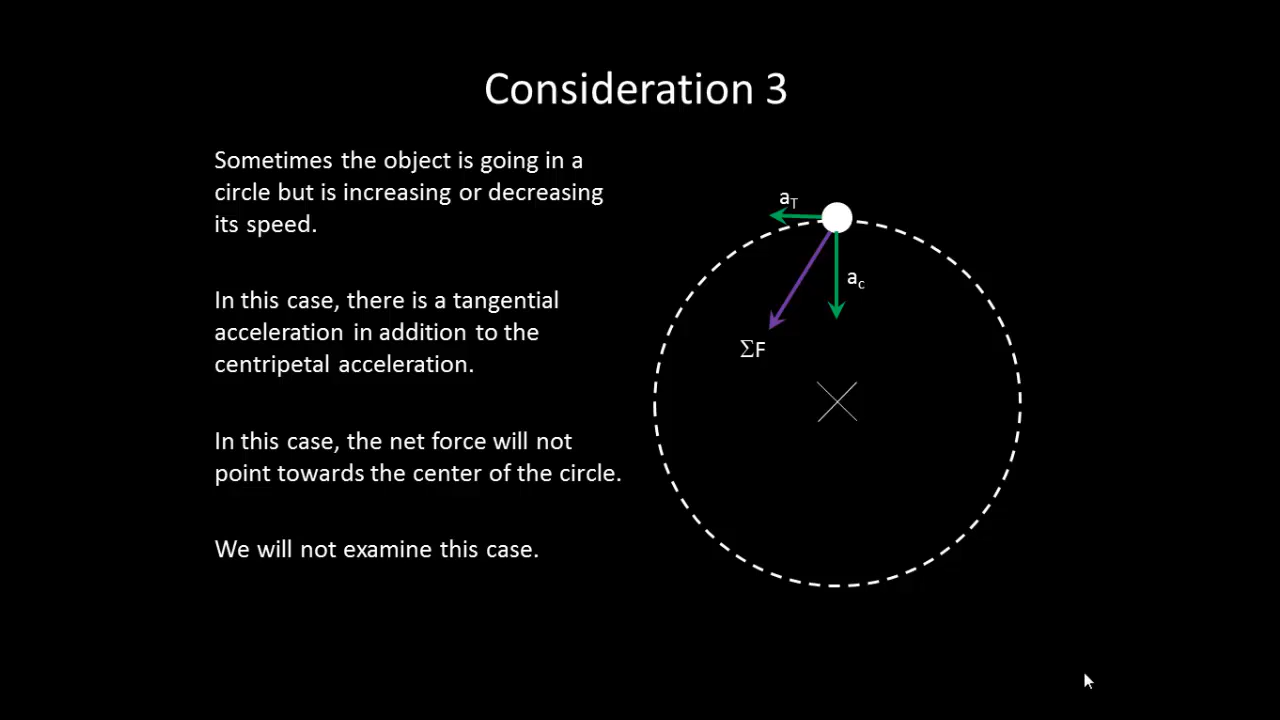 Consideration 3
Sometimes the object is going in a
circle but is increasing or decreasing
its speed.
In this case, there is a tangential
acceleration in addition to the
centripetal acceleration.
In this case, the net force will not
point towards the center of the circle.
We will not examine this case.
aT
ac
ΣF